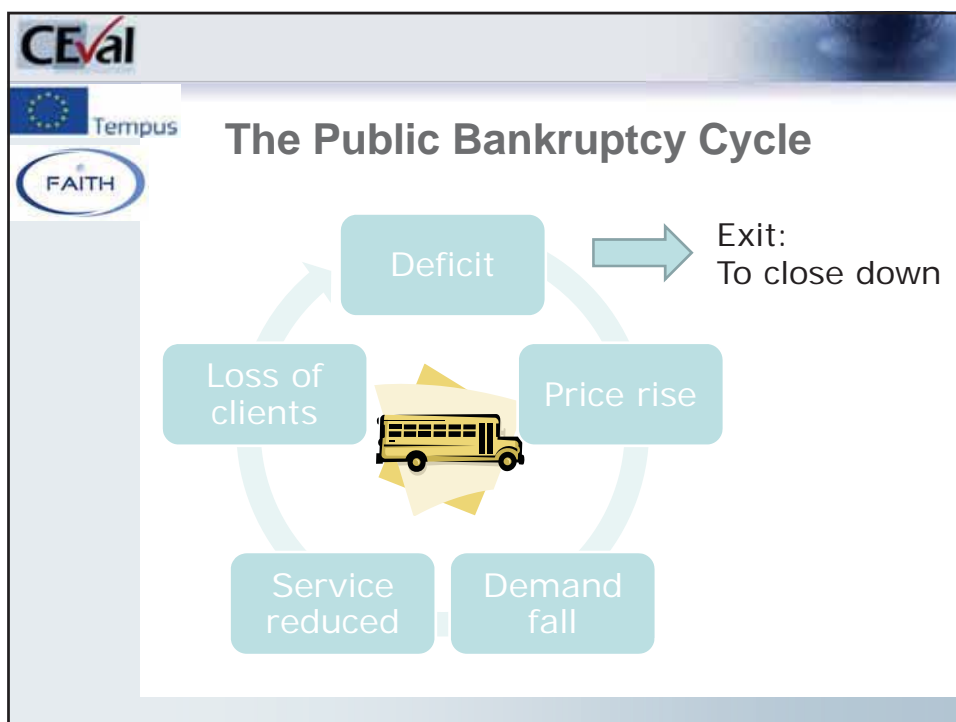 CEval
Tempus
FAITH
The Public Bankruptcy Cycle
Deficit
Exit:
To close down
Loss of
clients
Price rise
Service
reduced
Demand
fall